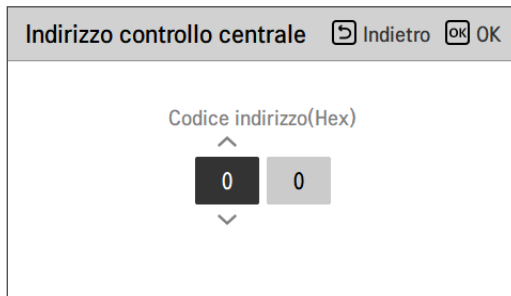 Indirizzo controllo centrale Indietro OK OK
Codice indirizzo(Hex)
0 0